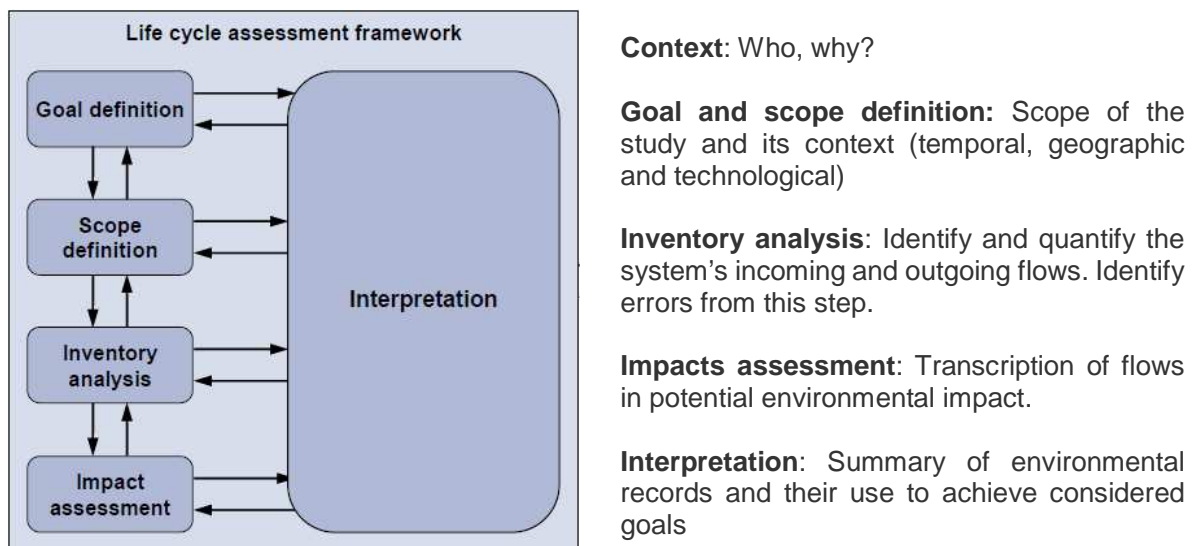 Life cycle assessment framework
Goal definition
Scope
definition
Inventory
analysis
Impact
assessment
Interpretation
Context: Who, why?
Goal and scope definition: Scope of the
study and its context (temporal, geographic
and technological)
Inventory analysis: Identify and quantify the
system's incoming and outgoing flows. Identify
errors from this step.
Impacts assessment: Transcription of flows
in potential environmental impact.
Interpretation: Summary of environmental
records and their use to achieve considered
goals